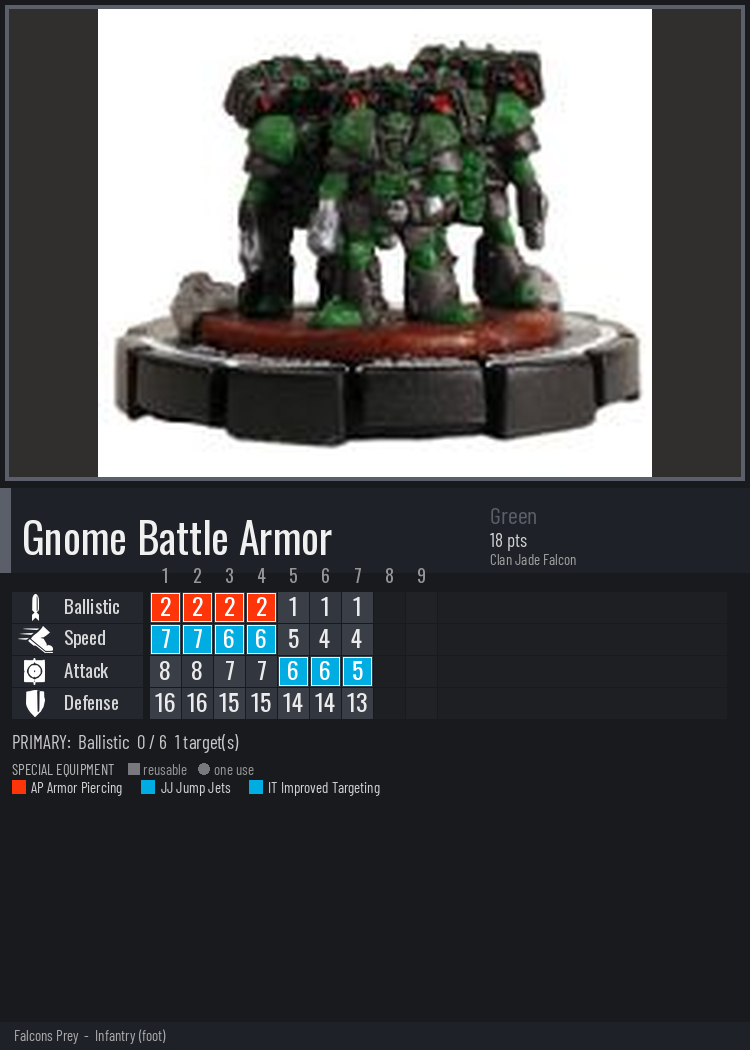 Gnome Battle Armor
Green
18 pts
Clan Jade Falcon
1 2 3 4 5 6 7 8 9
Ballistic 2 2 2 2 1 1 1
Speed 7 7 6 6 5 4 4
Attack 8 8 7 7 6 6 5
Defense 16 16 15 15 14 14 13
PRIMARY: Ballistic 0 / 6 1 target(s)
SPECIAL EQUIPMENT reusable one use
AP Armor Piercing JJ Jump Jets IT Improved Targeting
Falcons Prey - Infantry (foot)